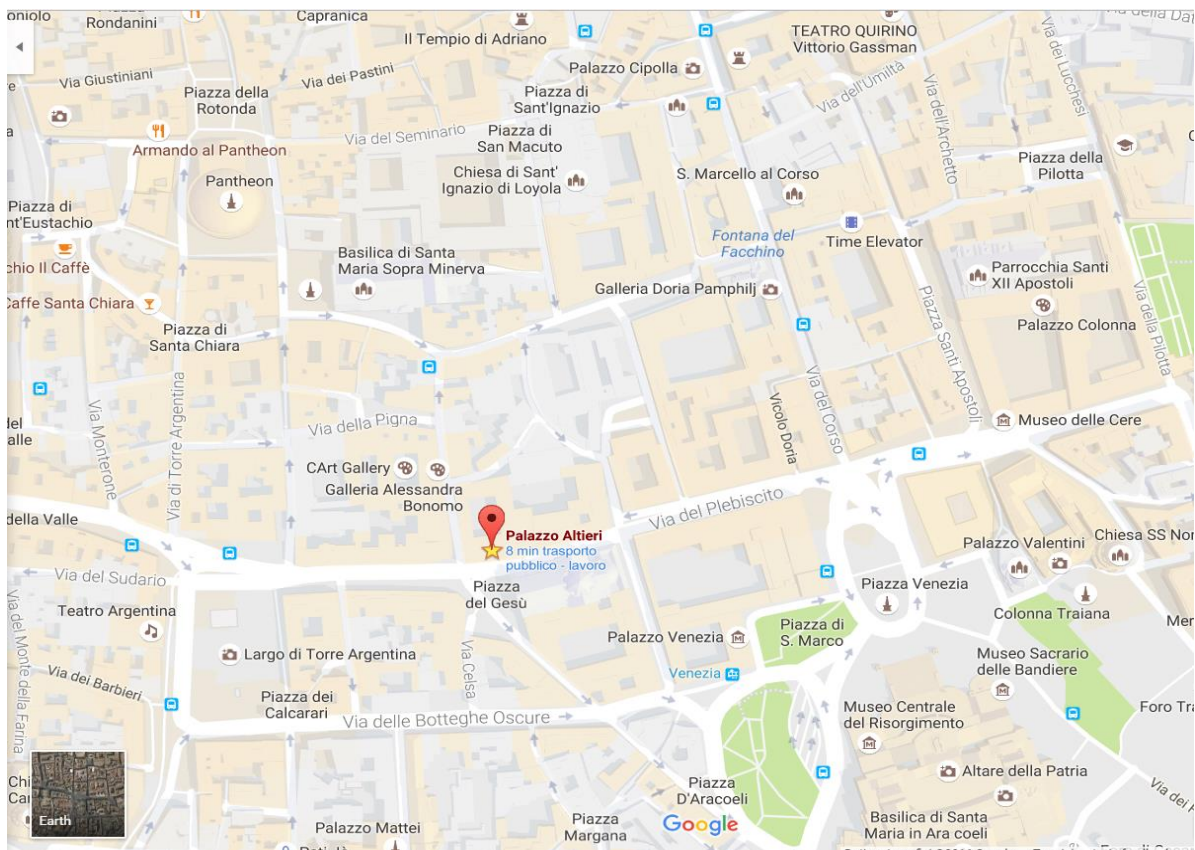 Piazza
Rondanini
Capranica
Il Tempio di Adriano
TEATRO QUIRINO
Vittorio Gassman
Via Giustiniani
Via dei Pastini
Palazzo Cipolla
Via dell'Umiltà
Via dei Lucchesi
Piazza della
Rotonda
Piazza di
Sant'Ignazio
Via del Seminario
Piazza di
San Macuto
Via dell'Archetto
Armando al Pantheon
Pantheon
Chiesa di Sant'
Ignazio di Loyola
S. Marcello al Corso
Piazza della
Pilotta
Piazza di
nt'Eustachio
Fontana del
Facchino
Time Elevator
chio Il Caffè
Basilica di Santa
Maria Sopra Minerva
Galleria Doria Pamphilj
Parrocchia Santi
XII Apostoli
Caffe Santa Chiara
Piazza di
Santa Chiara
Palazzo Colonna
Via della Pilotta
Piazza Santi Apostoli
Via Monterone
Via di Torre Argentina
Via della Pigna
Vicolo Doria
Via del Corso
Museo delle Cere
CArt Gallery
Galleria Alessandra
Bonomo
della Valle
Palazzo Altieri
8 min trasporto
pubblico - lavoro
Via del Plebiscito
Palazzo Valentini
Chiesa SS Nor
Via del Sudario
Piazza
del Gesù
Piazza Venezia
Teatro Argentina
Colonna Traiana
Palazzo Venezia
Piazza di
S. Marco
Largo di Torre Argentina
Via Celsa
Venezia
Museo Sacrario
delle Bandiere
Via dei Barbieri
Via del Monte della Farina
Piazza dei
Calcarari
Via delle Botteghe Oscure
Museo Centrale
del Risorgimento
Foro Tra
Piazza
D'Aracoeli
Altare della Patria
Earth
Palazzo Mattei
Piazza
Margana
Google
Basilica di Santa
Maria in Ara coeli